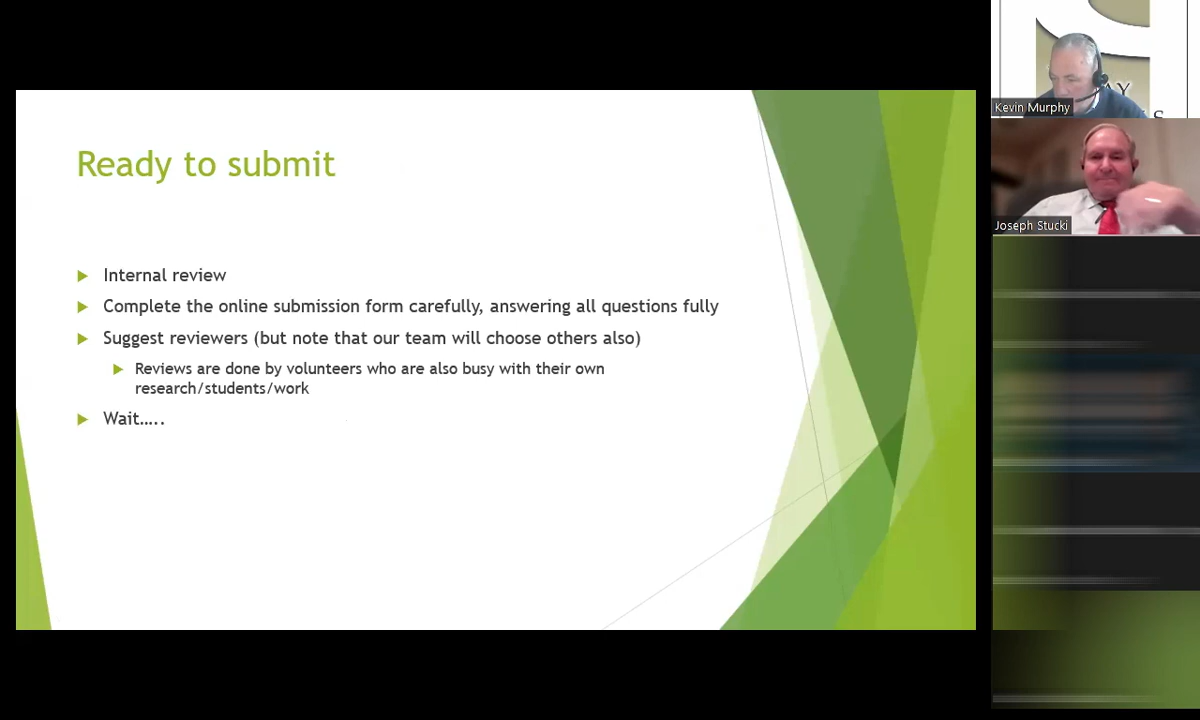 Ready to submit
Internal review
Complete the online submission form carefully, answering all questions fully
Suggest reviewers (but note that our team will choose others also)
Reviews are done by volunteers who are also busy with their own
research/students/work
Wait…..
Kevin Murphy
AY
S
Joseph Stucki